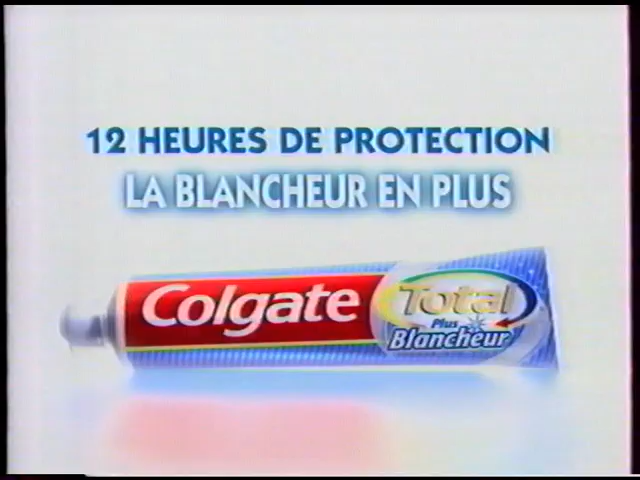 12 HEURES DE PROTECTION
LA BLANCHEUR EN PLUS
Colgate
Total
Plus
Blancheur